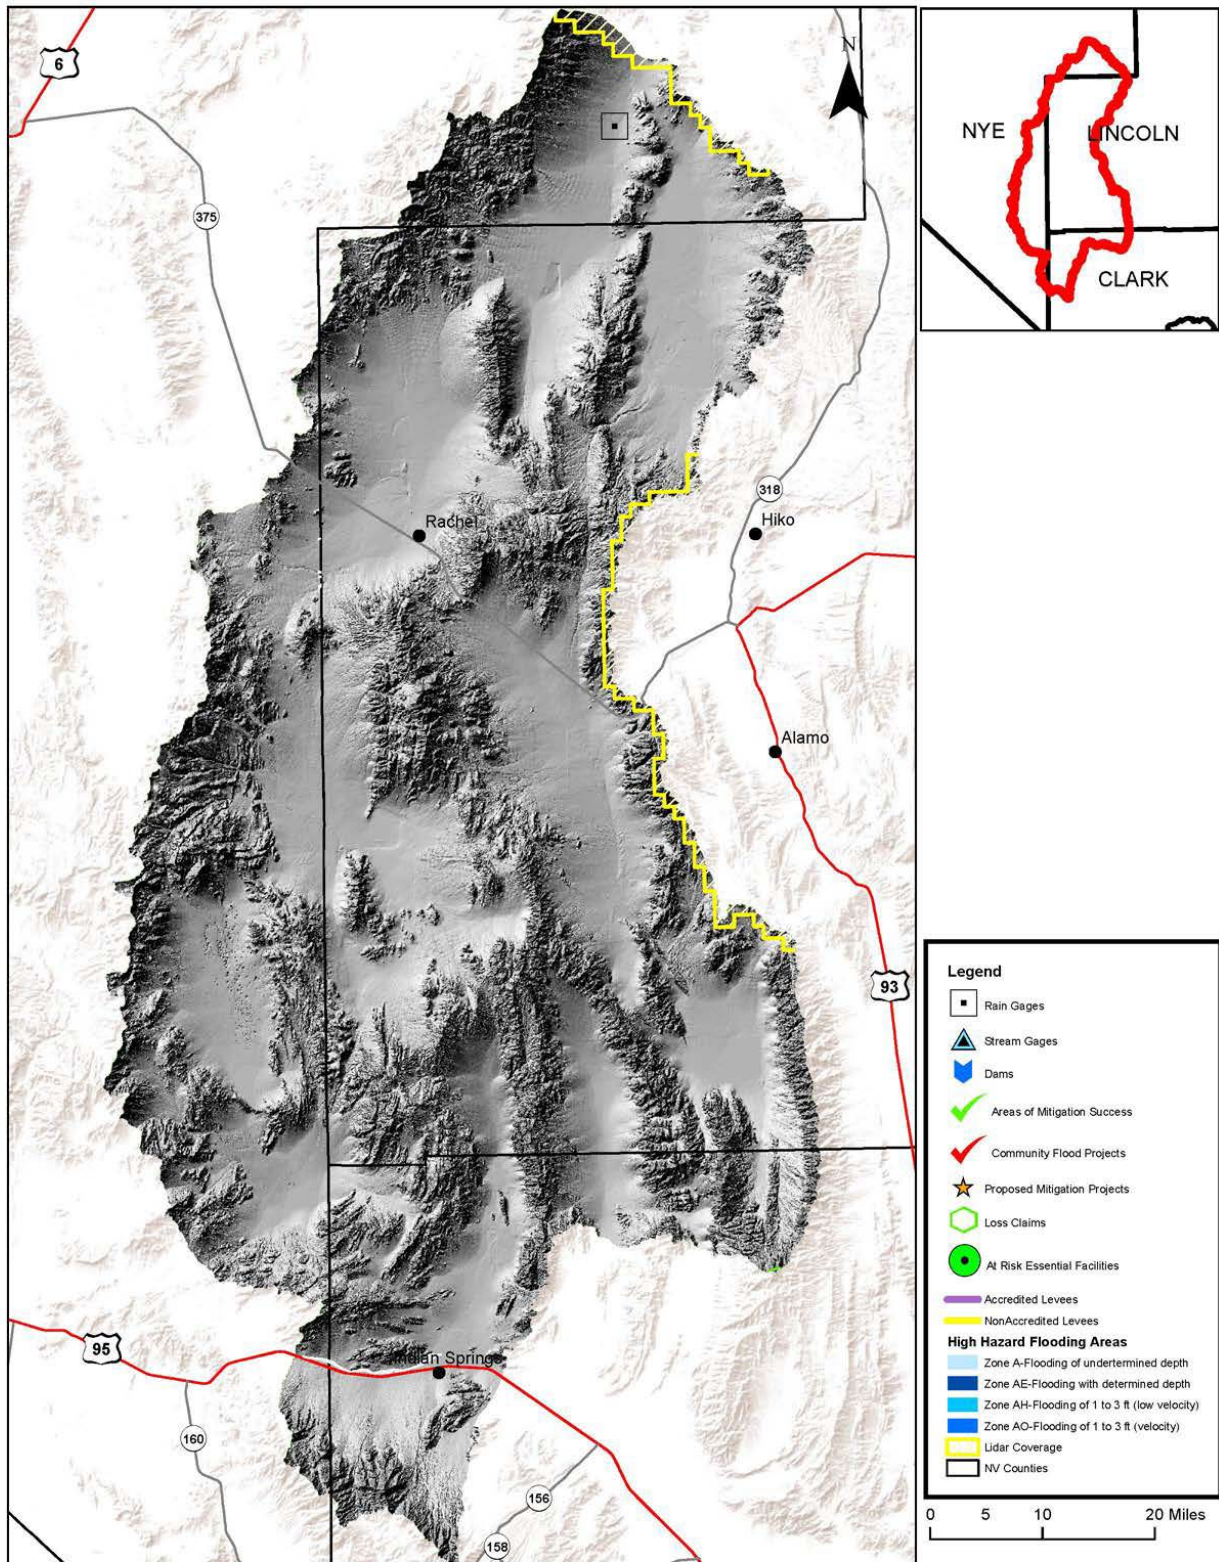 6
N
375
318
Rachel
Hiko
Alamo
93
95
Indian Springs
160
156
158
NYE
LINCOLN
CLARK
Legend
Rain Gages
Stream Gages
Dams
Areas of Mitigation Success
Community Flood Projects
Proposed Mitigation Projects
Loss Claims
At Risk Essential Facilities
Accredited Levees
NonAccredited Levees
High Hazard Flooding Areas
Zone A-Flooding of undertermined depth
Zone AE-Flooding with determined depth
Zone AH-Flooding of 1 to 3 ft (low velocity)
Zone AO-Flooding of 1 to 3 ft (velocity)
Lidar Coverage
NV Counties
0 5 10 20 Miles